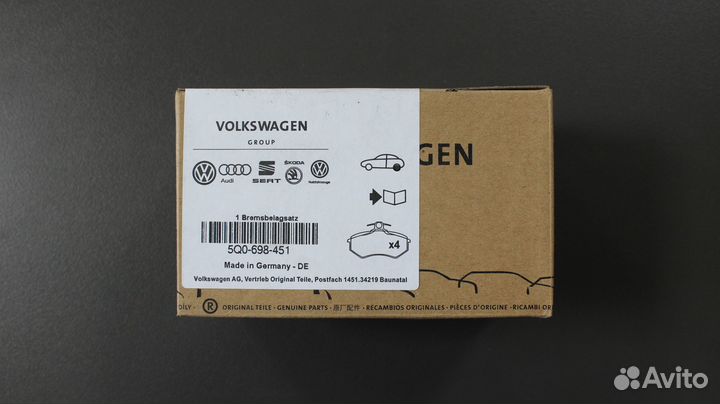 VOLKSWAGEN
GROUP
Audi
SEAT
ŠKODA
Nutzfahrzeuge
GEN
1 Bremsbelagsatz
5Q0-698-451
x4
Made in Germany - DE
Volkswagen AG, Vertrieb Original Teile, Postfach 1451.34219 Baunatal
® ORIGINAL TEILE · GENUINE PARTS · 原厂配件 · RECAMBIOS ORIGINALES · PIÈCES D'ORIGINE · RICAMBI ORI
Avito